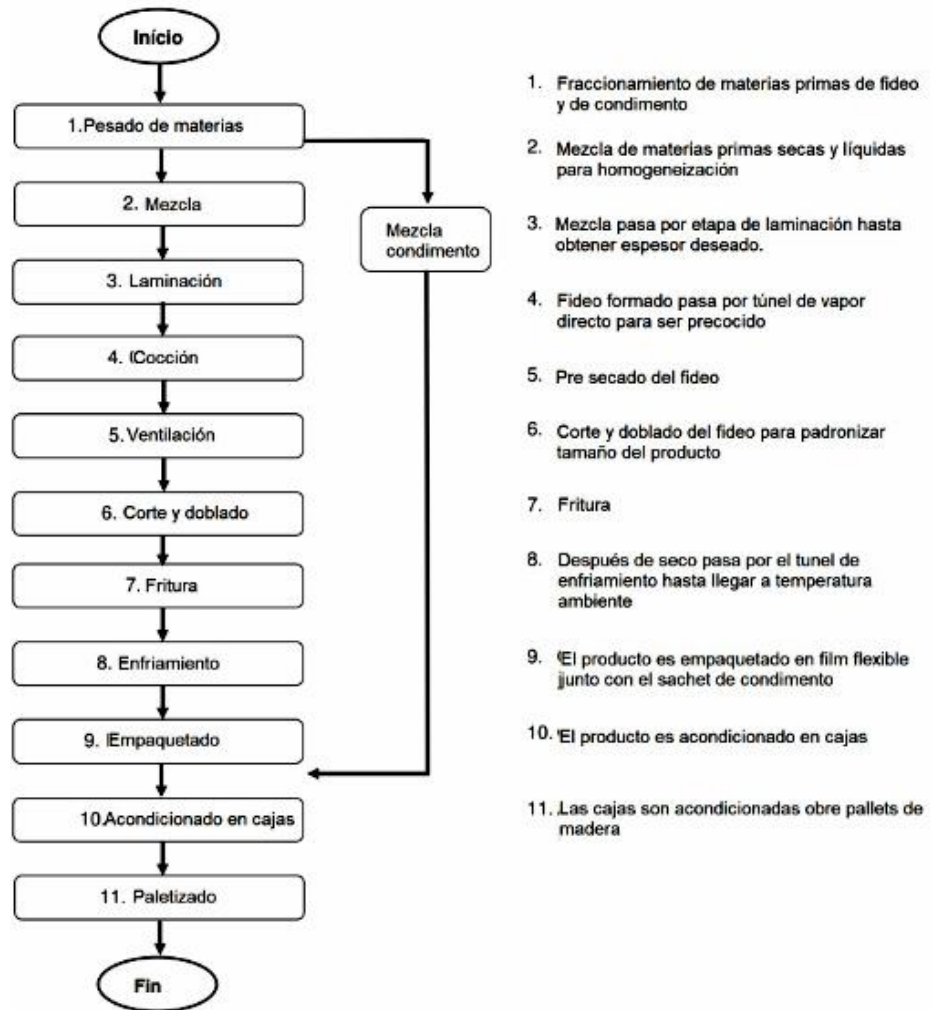 Início
1.Pesado de materias
2. Mezcla
Mezcla
condimento
3. Laminación
4. (Cocción
5. Ventilación
6. Corte y doblado
7. Fritura
8. Enfriamiento
9. Empaquetado
10.Acondicionado en cajas
11. Paletizado
Fin
1. Fraccionamiento de materias primas de fideo
y de condimento
2. Mezcla de materias primas secas y líquidas
para homogeneización
3. Mezcla pasa por etapa de laminación hasta
obtener espesor deseado.
4. Fideo formado pasa por túnel de vapor
directo para ser precocido
5. Pre secado del fideo
6. Corte y doblado del fideo para padronizar
tamaño del producto
7. Fritura
8. Después de seco pasa por el tunel de
enfriamiento hasta llegar a temperatura
ambiente
9. El producto es empaquetado en film flexible
junto con el sachet de condimento
10. El producto es acondicionado en cajas
11. Las cajas son acondicionadas obre pallets de
madera